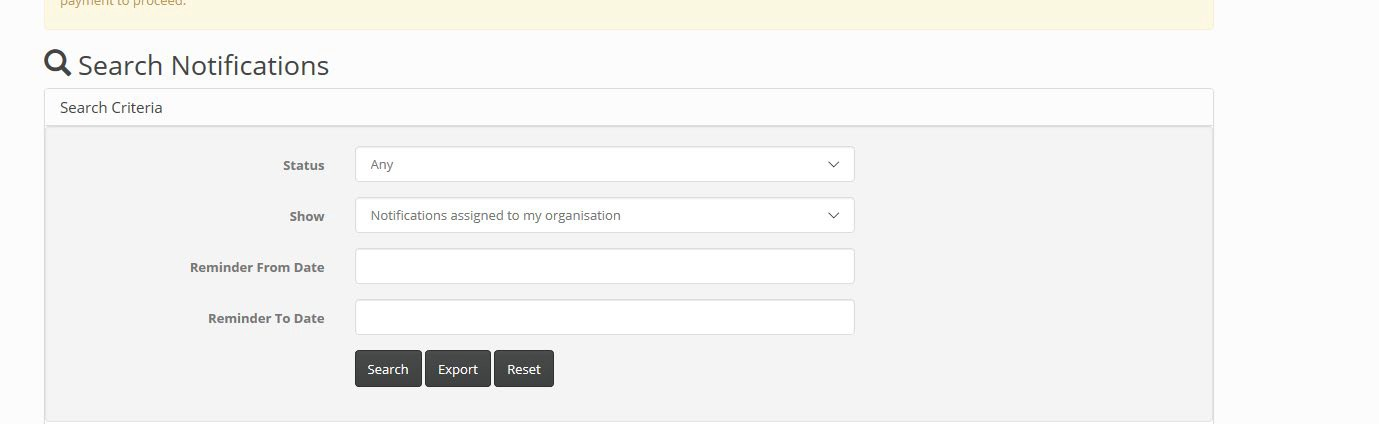 payment to proceed.
Search Notifications
Search Criteria
Status
Any
Show
Notifications assigned to my organisation
Reminder From Date
Reminder To Date
Search Export Reset